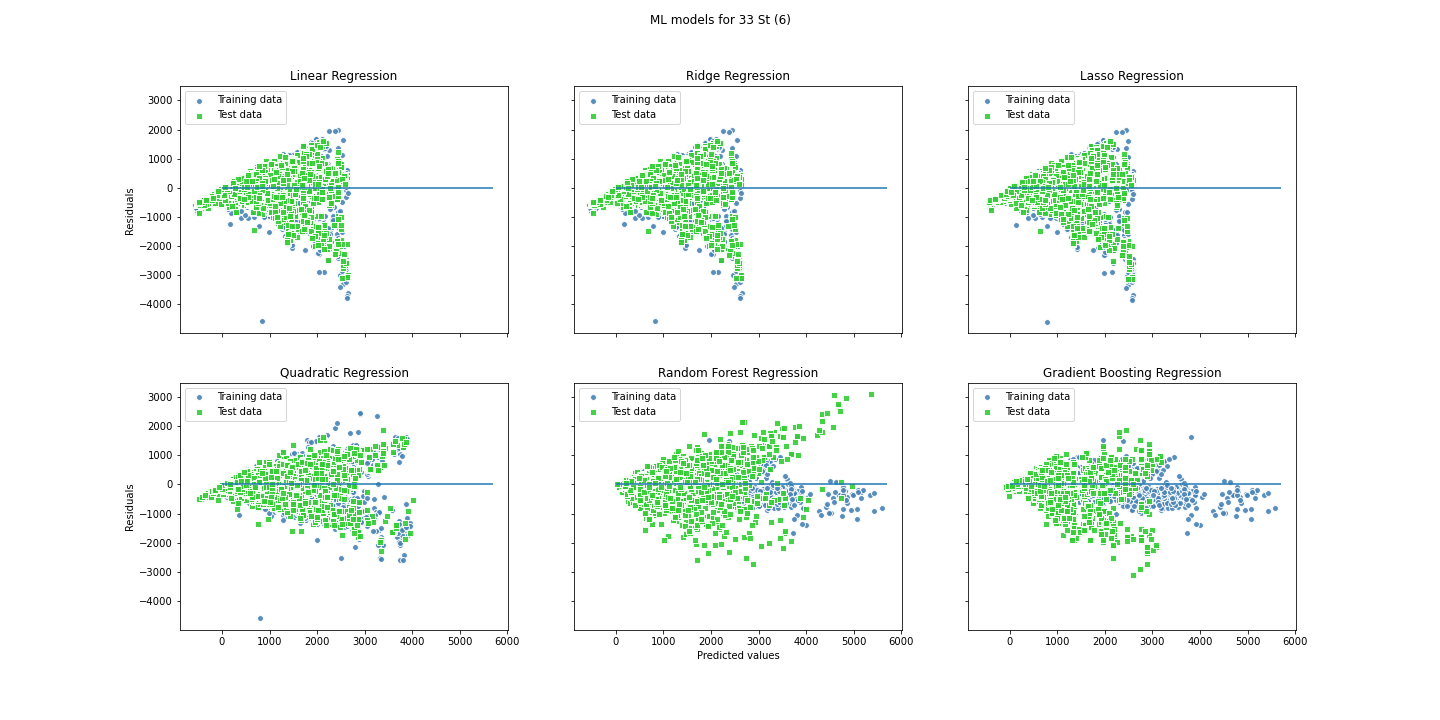 ML models for 33 St (6)
Linear Regression
Ridge Regression
Lasso Regression
Training data
Test data
Training data
Test data
Training data
Test data
3000
2000
1000
0
−1000
−2000
−3000
−4000
Residuals
Quadratic Regression
Random Forest Regression
Gradient Boosting Regression
Training data
Test data
Training data
Test data
Training data
Test data
3000
2000
1000
0
−1000
−2000
−3000
−4000
Residuals
0 1000 2000 3000 4000 5000 6000
0 1000 2000 3000 4000 5000 6000
0 1000 2000 3000 4000 5000 6000
Predicted values